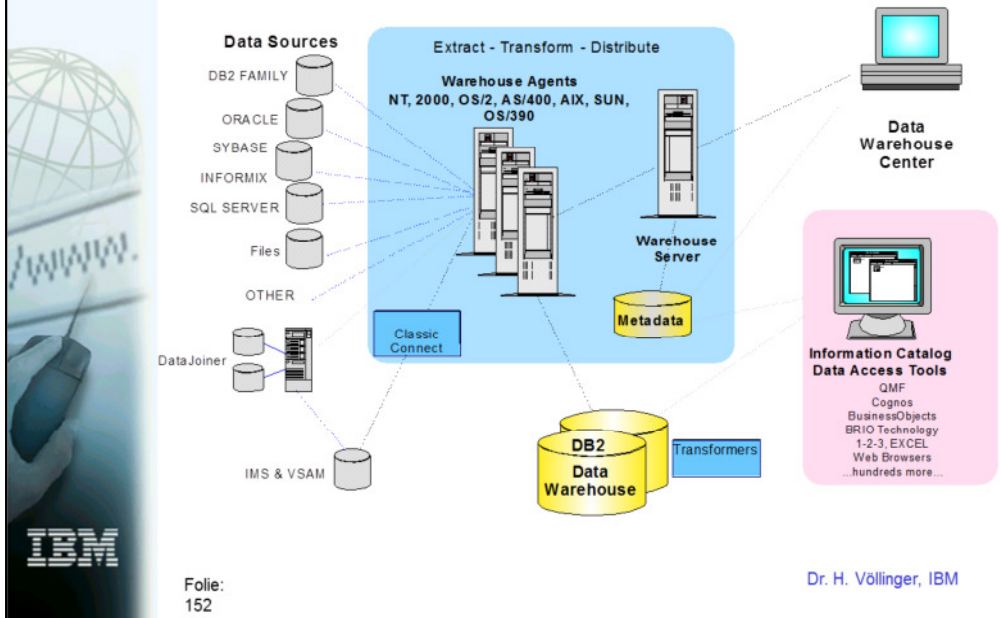 Data Sources
DB2 FAMILY
ORACLE
SYBASE
INFORMIX
SQL SERVER
Files
OTHER
DataJoiner
IMS & VSAM
Extract - Transform - Distribute
Warehouse Agents
NT, 2000, OS/2, AS/400, AIX, SUN,
OS/390
Classic
Connect
Warehouse
Server
Metadata
DB2
Data
Warehouse
Transformers
Data
Warehouse
Center
Information Catalog
Data Access Tools
QMF
Cognos
BusinessObjects
BRIO Technology
1-2-3, EXCEL
Web Browsers
...hundreds more...
IBM
Folie:
152
Dr. H. Völlinger, IBM